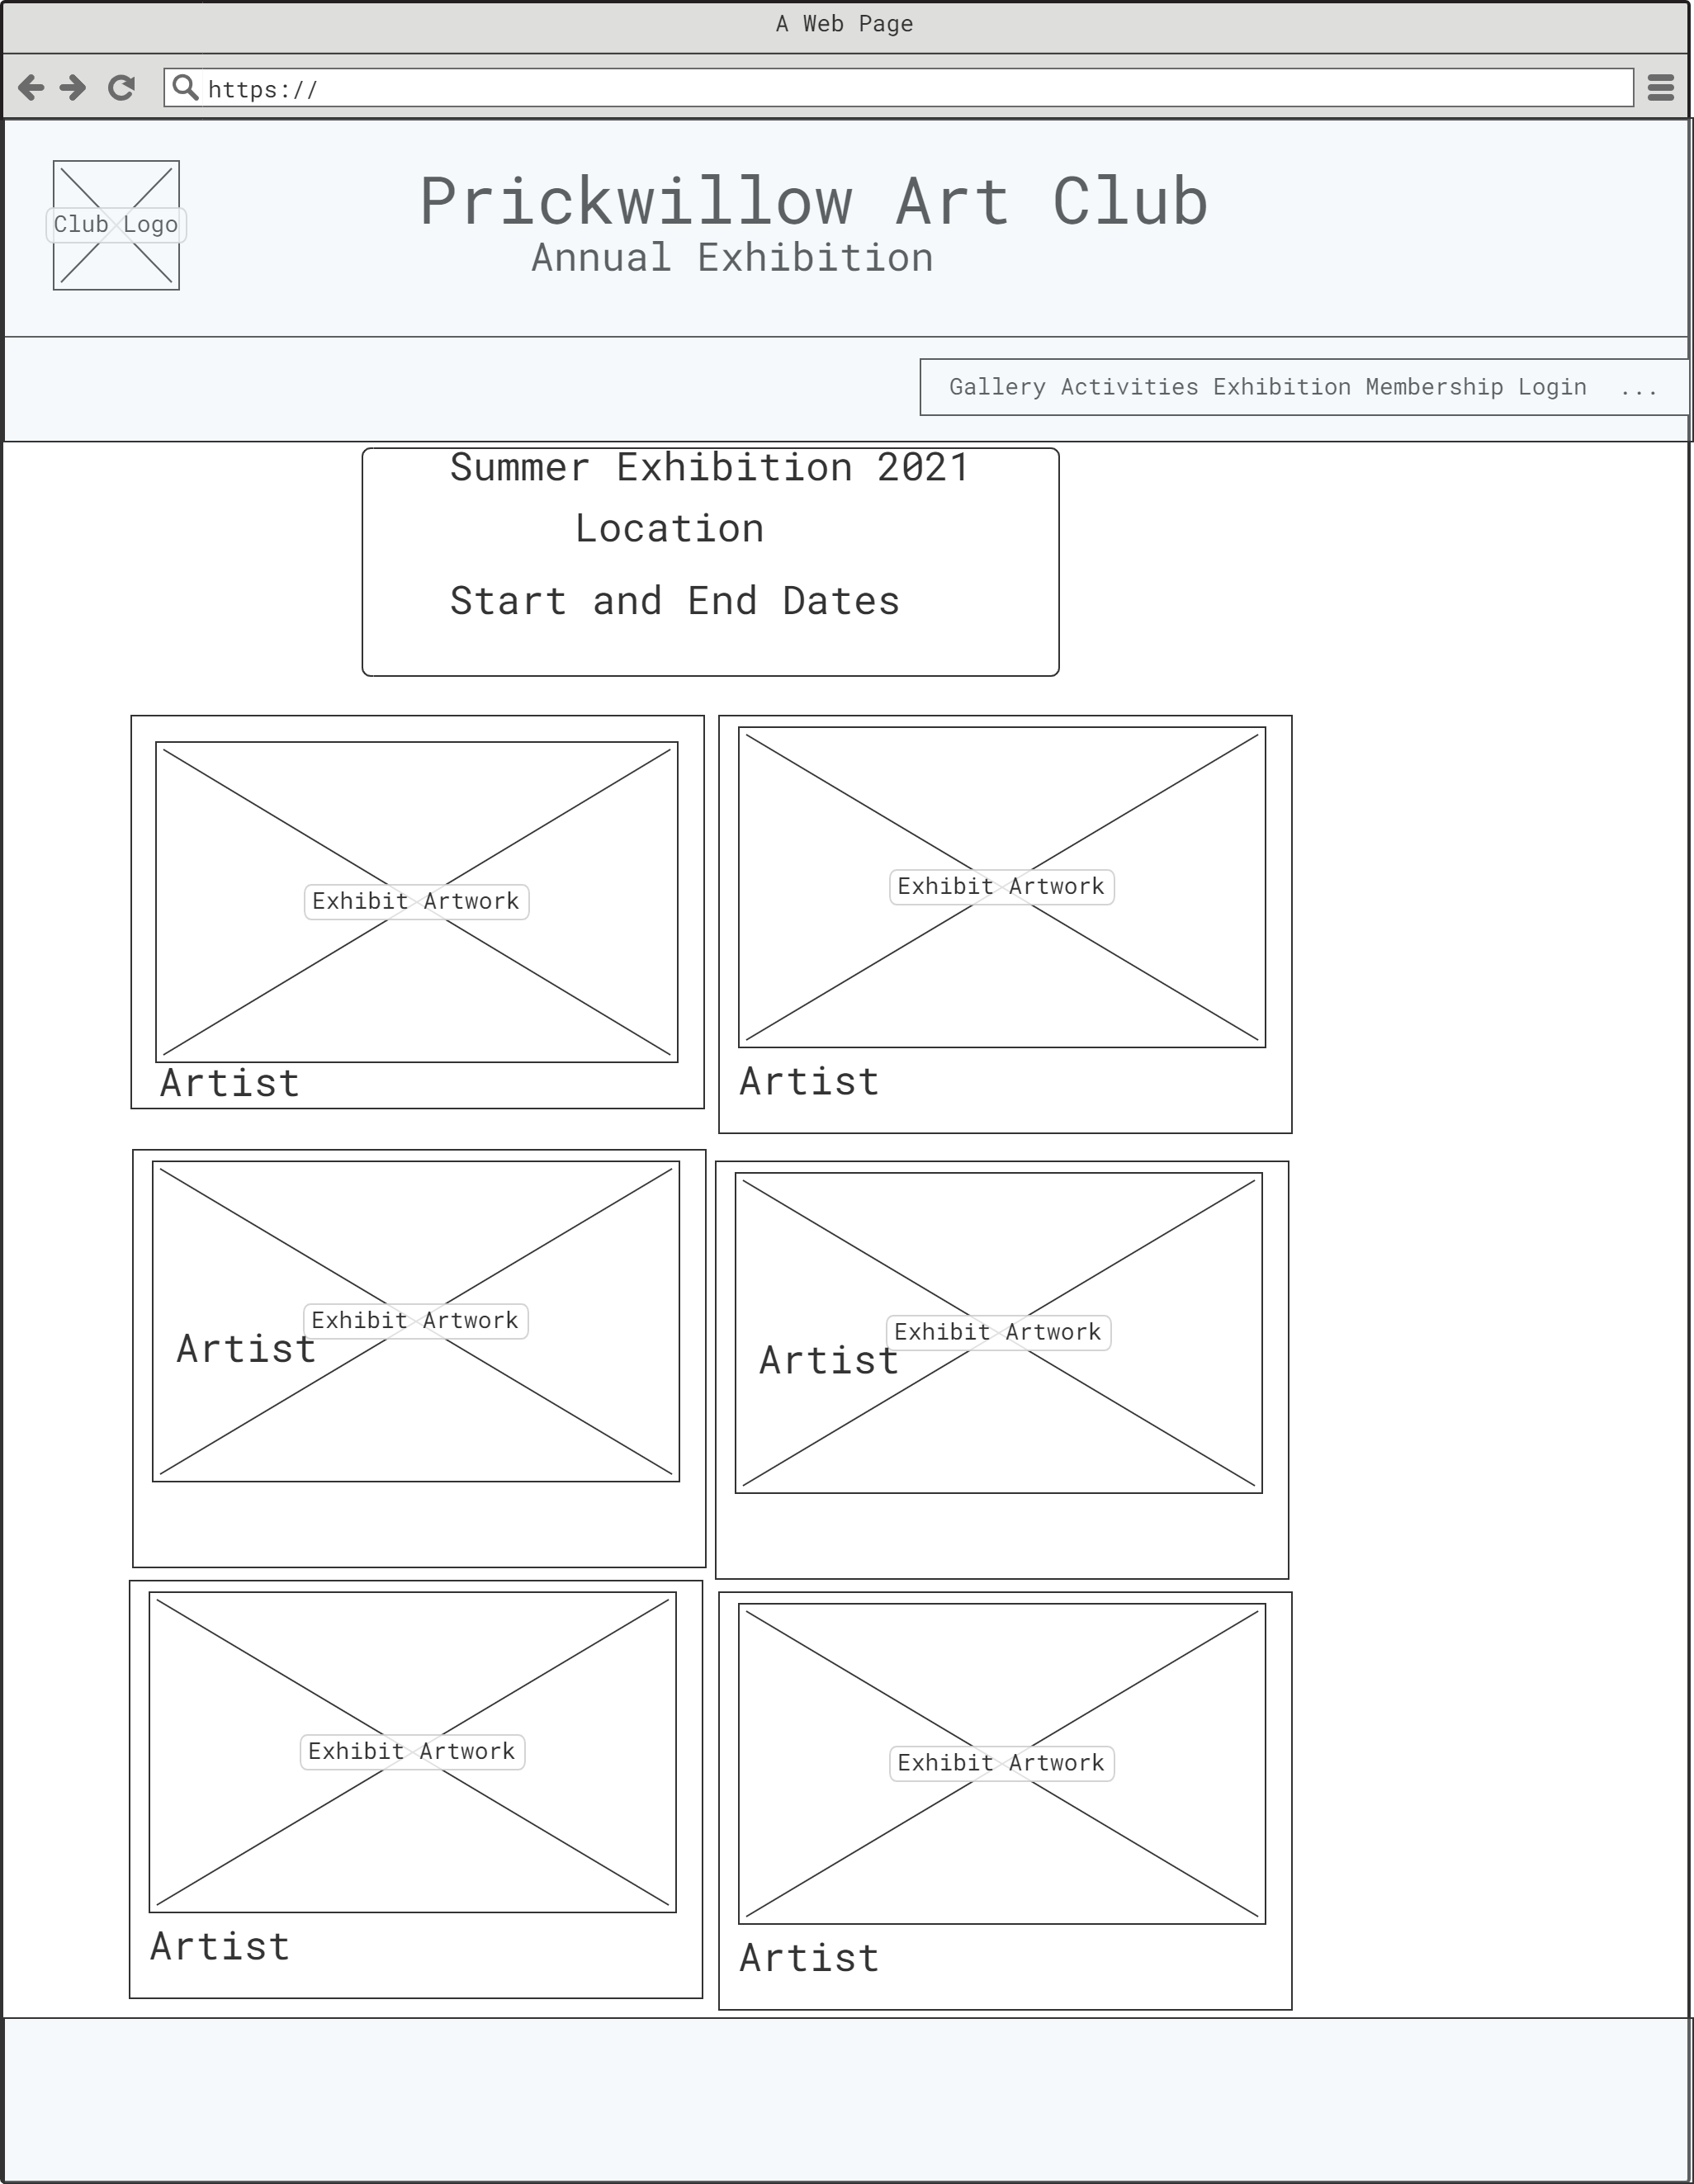 A Web Page
https://
Club Logo
Prickwillow Art Club
Annual Exhibition
Gallery Activities Exhibition Membership Login ...
Summer Exhibition 2021
Location
Start and End Dates
Exhibit Artwork
Artist
Exhibit Artwork
Artist
Exhibit Artwork
Artist
Exhibit Artwork
Artist
Exhibit Artwork
Artist
Exhibit Artwork
Artist